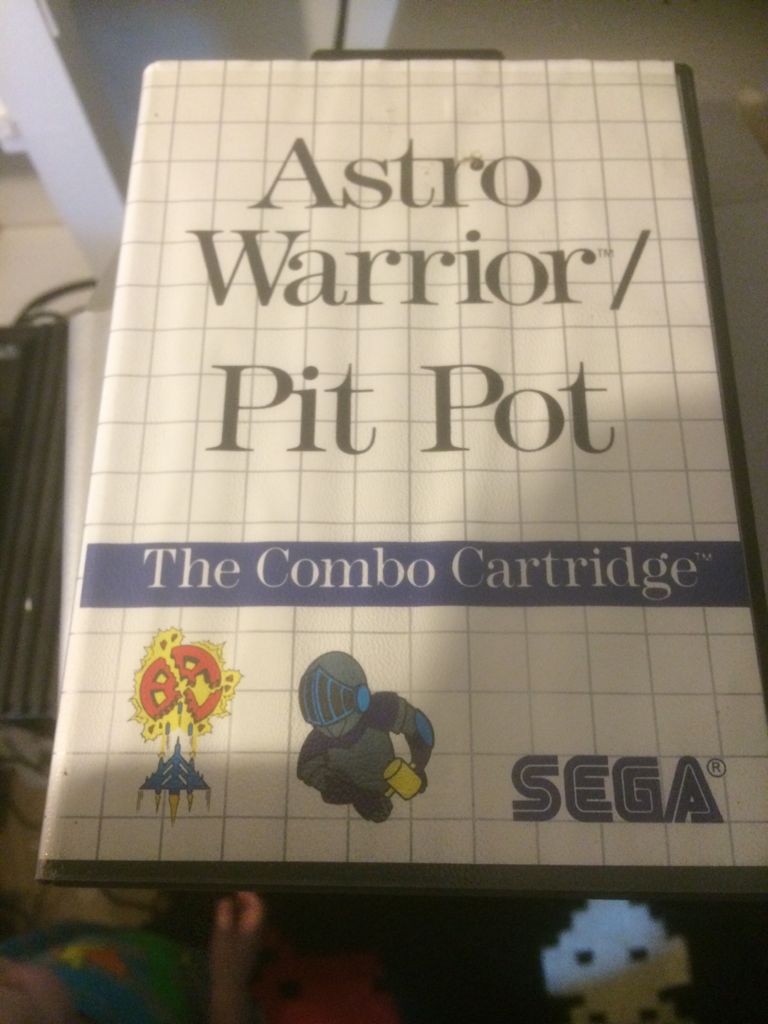 Astro
Warrior™/
Pit Pot
The Combo Cartridge™
SEGA®